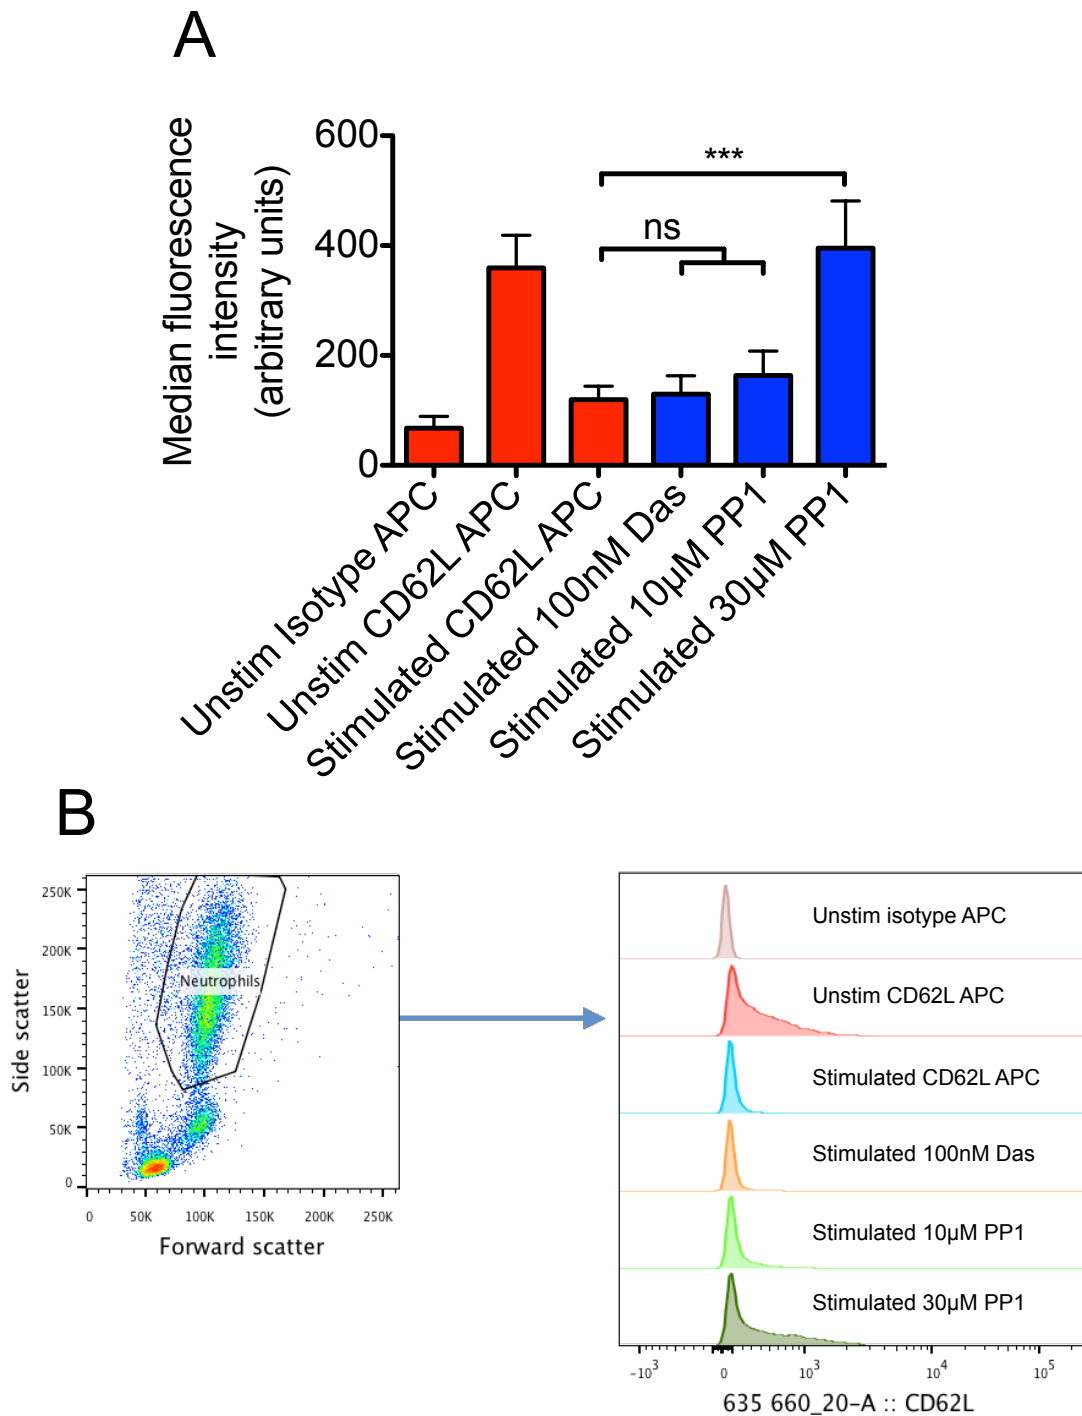 A
Median fluorescence
intensity
(arbitrary units)
600
400
200
0
***
ns
Unstim Isotype APC
Unstim CD62L APC
Stimulated CD62L APC
Stimulated 100nM Das
Stimulated 10µM PP1
Stimulated 30µM PP1
B
Side scatter
250K
200K
150K
100K
50K
0
Neutrophils
0 50K 100K 150K 200K 250K
Forward scatter
Unstim isotype APC
Unstim CD62L APC
Stimulated CD62L APC
Stimulated 100nM Das
Stimulated 10µM PP1
Stimulated 30µM PP1
-10³ 0 10³ 10⁴ 10⁵
635 660_20-A :: CD62L